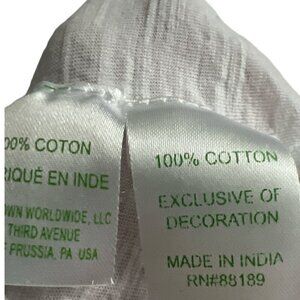 00% COTON
RIQUÉ EN INDE
OWN WORLDWIDE, LLC
THIRD AVENUE
F PRUSSIA, PA USA
100% COTTON
EXCLUSIVE OF
DECORATION
MADE IN INDIA
RN#88189